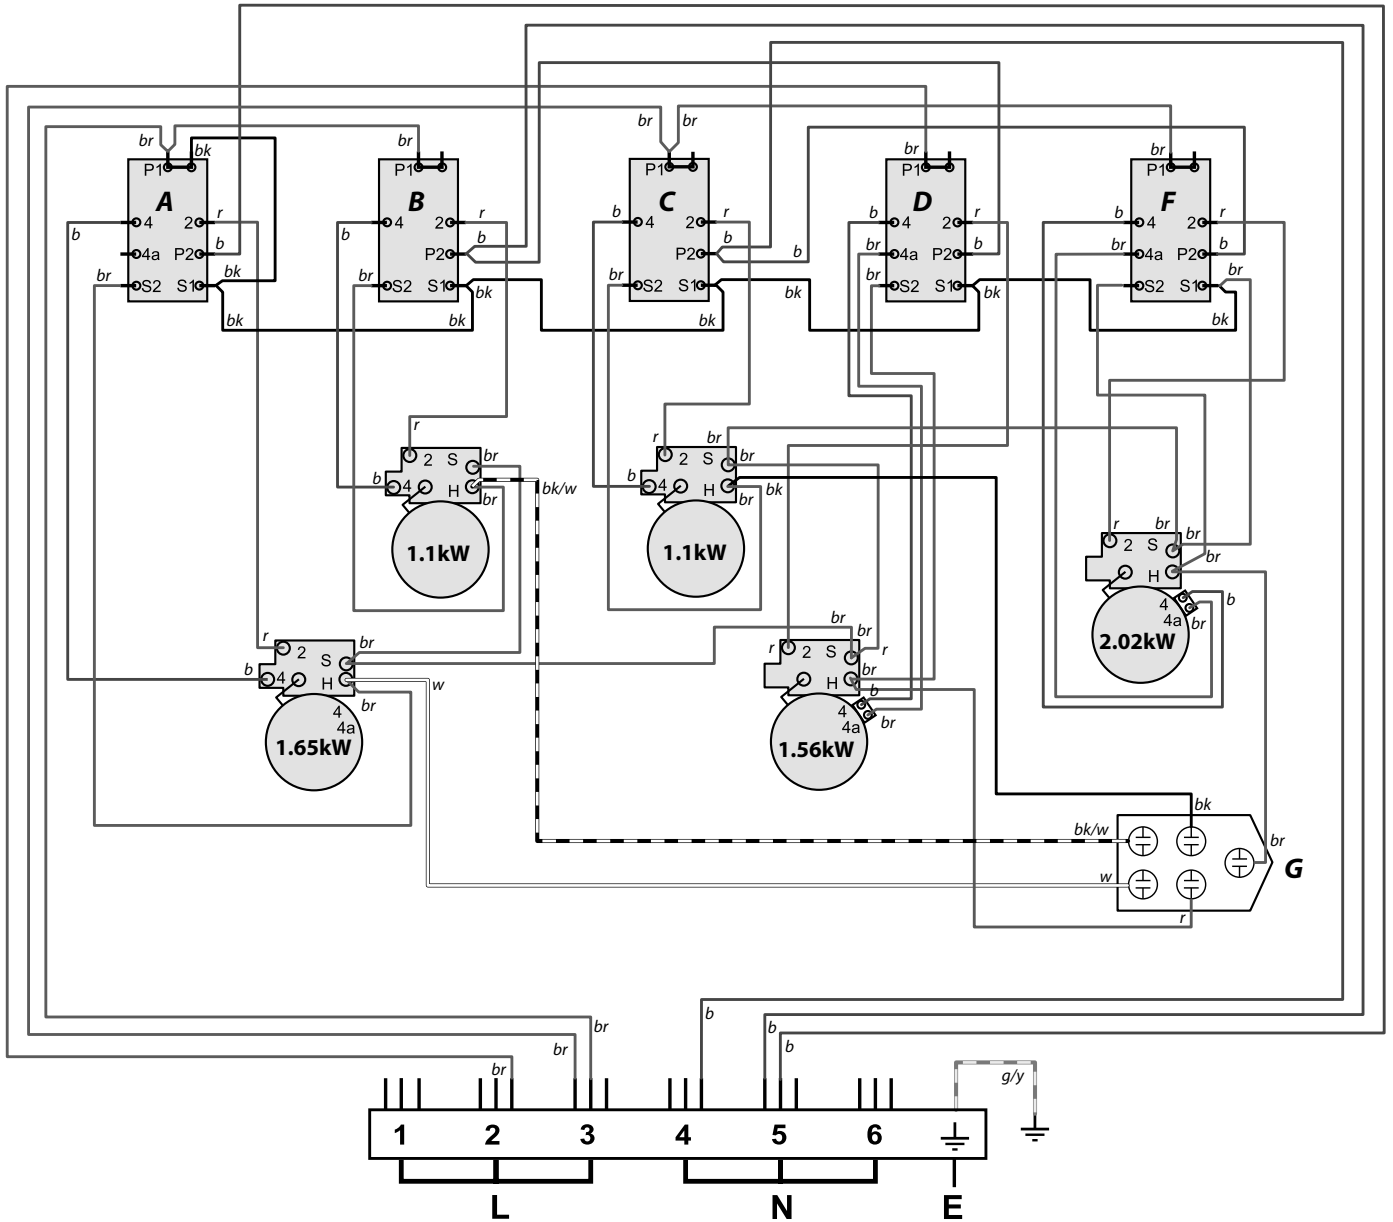 br br br br
bk br br
P1 P1 P1 P1 P1
A B C D F
4 2 r 4 2 r b 4 2 r b 4 2 r b 4 2 r
b b
4a P2 b P2 b P2 b b br 4a P2 b br 4a P2 b
br S2 S1 bk br S2 S1 bk br S2 S1 bk br S2 S1 bk S2 S1 br
bk bk bk
r r br
2 S br 2 S br
b 4 H br bk/w b 4 H br bk
1.1kW 1.1kW
r br br
2 S br
H
4 b
4a br
2.02kW
r 2 S br r 2 S br br r
b 4 H w br H br b
4 4
4a 4a br
1.65kW 1.56kW
bk
bk/w br
G
w
r
br b b
br b
br g/y
1 2 3 4 5 6
L N E